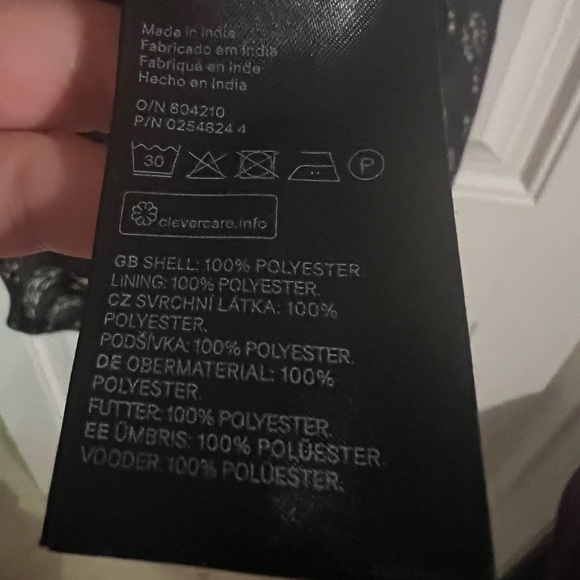 Made in India
Fabricado em Índia
Fabriqué en Inde
Hecho en India
O/N 804210
P/N 0254824 4
30
P
clevercare.info
GB SHELL: 100% POLYESTER.
LINING: 100% POLYESTER.
CZ SVRCHNÍ LÁTKA: 100%
POLYESTER.
PODŠÍVKA: 100% POLYESTER.
DE OBERMATERIAL: 100%
POLYESTER.
FUTTER: 100% POLYESTER.
EE ÜMBRIS: 100% POLÜESTER.
VOODER: 100% POLÜESTER.